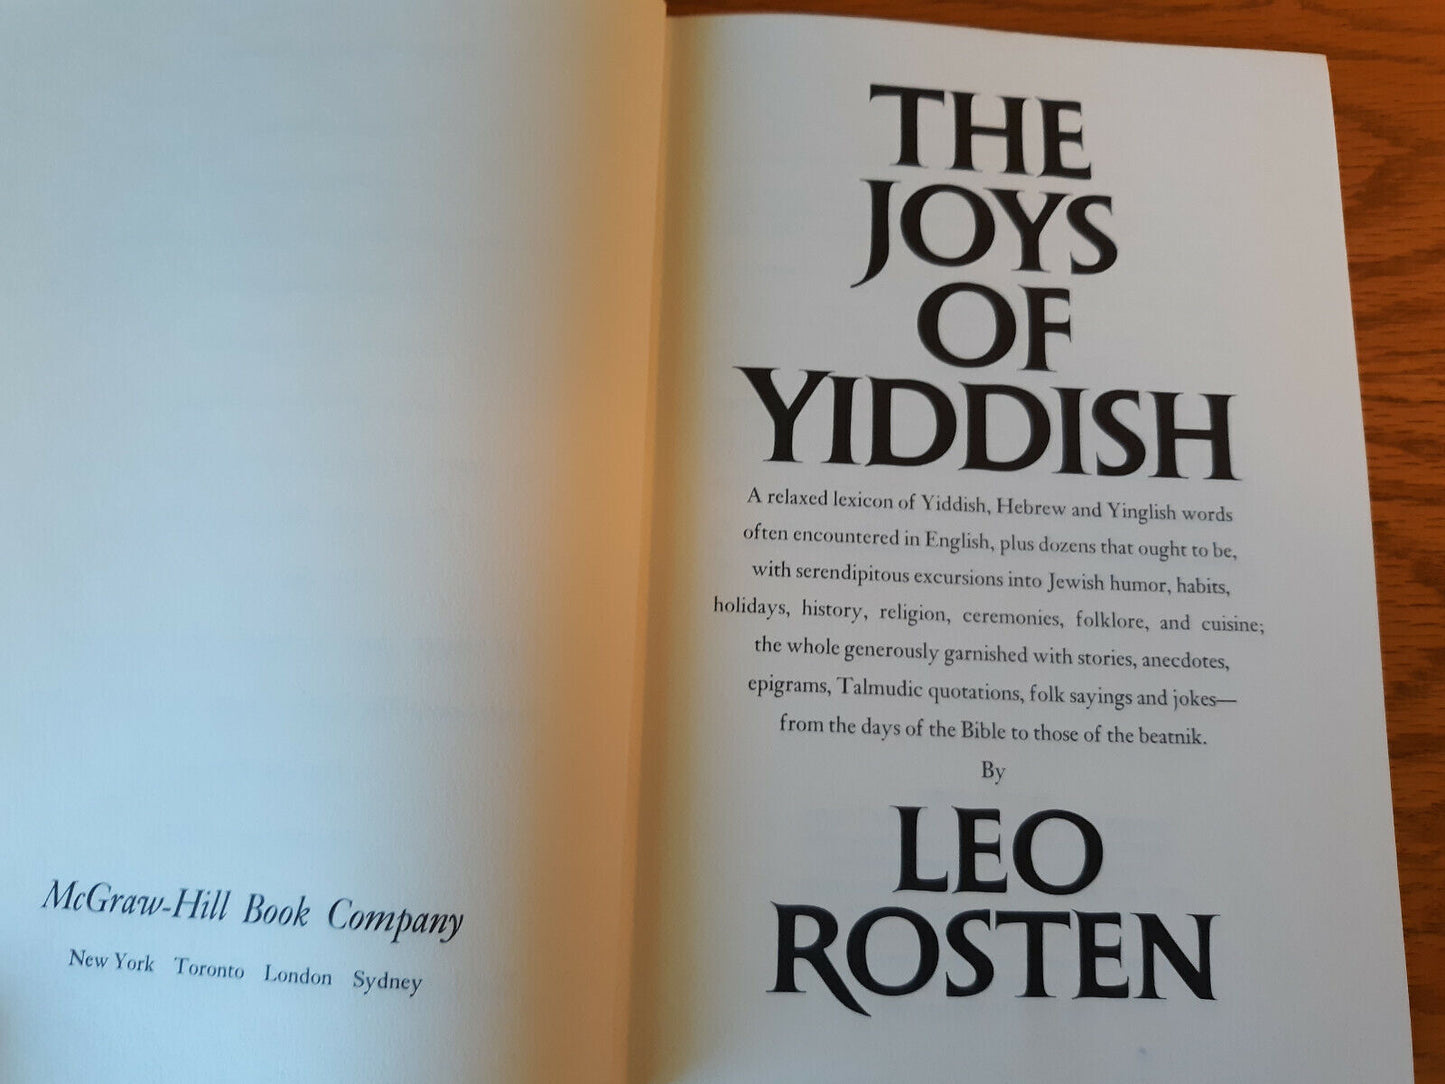 McGraw-Hill Book Company
New York Toronto London Sydney
THE
JOYS
OF
YIDDISH
A relaxed lexicon of Yiddish, Hebrew and Yinglish words
often encountered in English, plus dozens that ought to be,
with serendipitous excursions into Jewish humor, habits,
holidays, history, religion, ceremonies, folklore, and cuisine;
the whole generously garnished with stories, anecdotes,
epigrams, Talmudic quotations, folk sayings and jokes—
from the days of the Bible to those of the beatnik.
By
LEO
ROSTEN